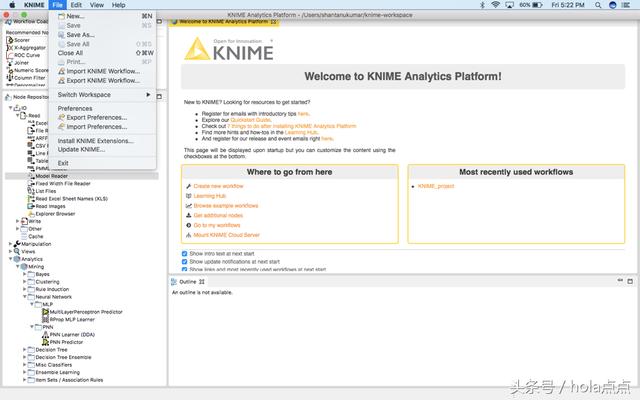 KNIME File Edit View Help
60% Fri 5:22 PM
KNIME Analytics Platform - /Users/shantanukumar/knime-workspace
Workflow Coac
Recommended Nod
Scorer
X-Aggregator
ROC Curve
Joiner
Numeric Score
Column Filter
New... ⌘N
Save ⌘S
Save As...
Save All ⇧⌘S
Close All ⇧⌘W
Print... ⌘P
Import KNIME Workflow...
Export KNIME Workflow...
Switch Workspace
Preferences
Export Preferences...
Import Preferences...
Install KNIME Extensions...
Update KNIME...
Exit
Node Reposito
IO
Read
Excel
File R
ARFF
CSV R
Line R
Table
PMML
Model Reader
Fixed Width File Reader
List Files
Read Excel Sheet Names (XLS)
Read Images
Explorer Browser
Write
Other
Cache
Manipulation
Views
Analytics
Mining
Bayes
Clustering
Rule Induction
Neural Network
MLP
MultiLayerPerceptron Predictor
RProp MLP Learner
PNN
PNN Learner (DDA)
PNN Predictor
Decision Tree
Decision Tree Ensemble
Misc Classifiers
Ensemble Learning
Item Sets / Association Rules
Welcome to KNIME Analytics Platform
Open for Innovation
KNIME
Welcome to KNIME Analytics Platform!
New to KNIME? Looking for resources to get started?
Register for emails with introductory tips here.
Explore our Quickstart Guide.
Check out 7 things to do after installing KNIME Analytics Platform
Find more hints and how-tos in the Learning Hub.
And register for our release and event emails right here.
This page will be displayed upon startup but you can customize the content using the
checkboxes at the bottom.
Where to go from here
Create new workflow
Learning Hub
Browse example workflows
Get additional nodes
Go to my workflows
Mount KNIME Cloud Server
Most recently used workflows
KNIME_project
Show intro text at next start
Show update notifications at next start
Show links and most recently used workflows at next start
Outline
An outline is not available.
头条号 / hola点点